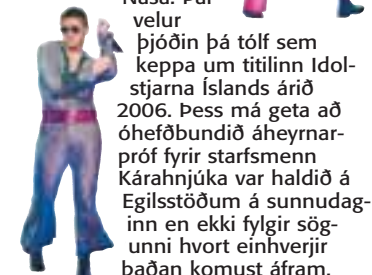 velur
þjóðin þá tólf sem
keppa um titilinn Idol-
stjarna Íslands árið
2006. Þess má geta að
óhefðbundið áheyrnar-
próf fyrir starfsmenn
Kárahnjúka var haldið á
Egilsstöðum á sunnudag-
inn en ekki fylgir sög-
unni hvort einhverjir
þaðan komust áfram.